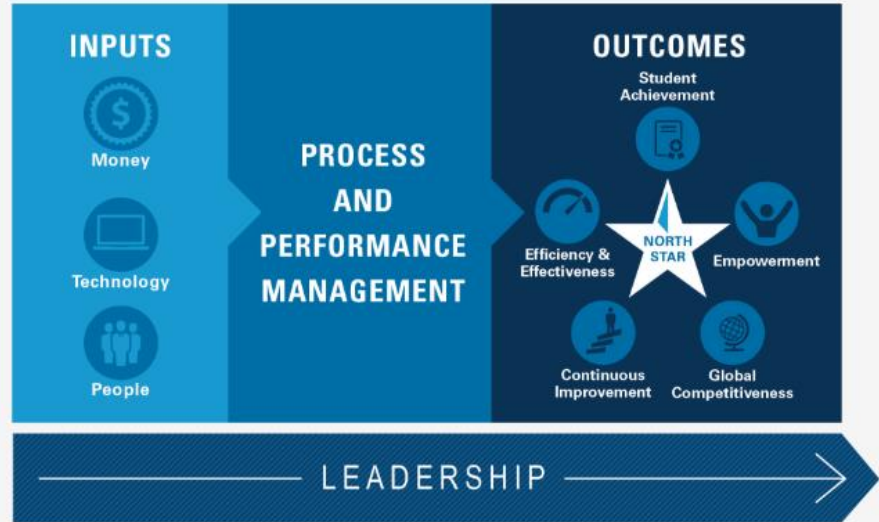 INPUTS
$
Money
Technology
People
PROCESS
AND
PERFORMANCE
MANAGEMENT
OUTCOMES
Student
Achievement
Efficiency &
Effectiveness
NORTH
STAR
Empowerment
Continuous
Improvement
Global
Competitiveness
LEADERSHIP